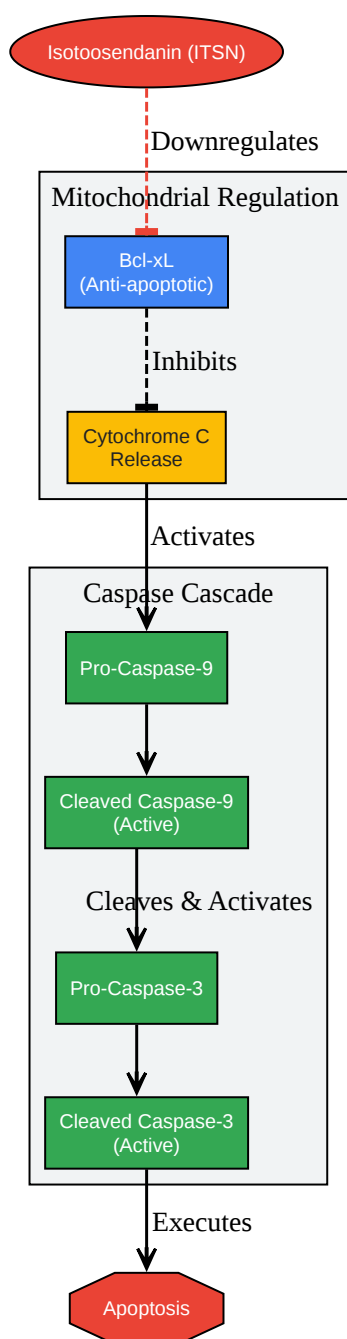 Isotoosendanin (ITSN)
Downregulates
Mitochondrial Regulation
Bcl-xL
(Anti-apoptotic)
Inhibits
Cytochrome C
Release
Activates
Caspase Cascade
Pro-Caspase-9
Cleaved Caspase-9
(Active)
Cleaves & Activates
Pro-Caspase-3
Cleaved Caspase-3
(Active)
Executes
Apoptosis